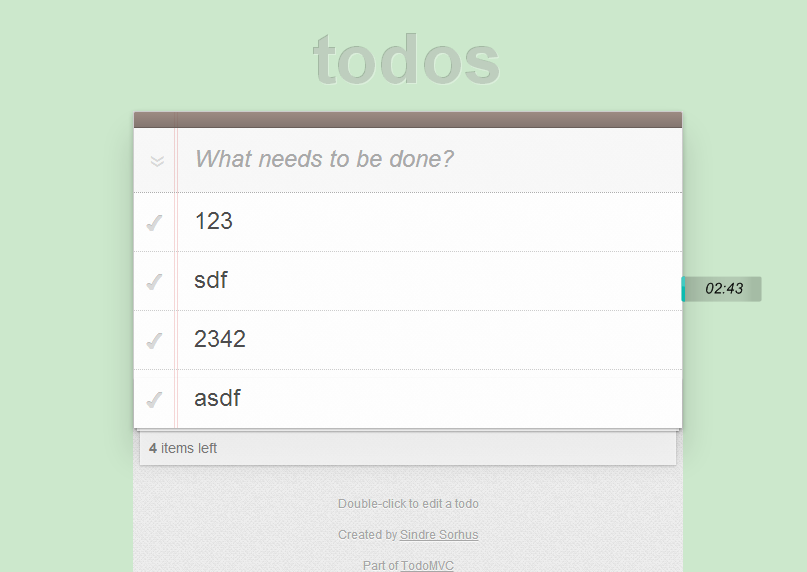 todos
What needs to be done?
123
sdf
02:43
2342
asdf
4 items left
Double-click to edit a todo
Created by Sindre Sorhus
Part of TodoMVC